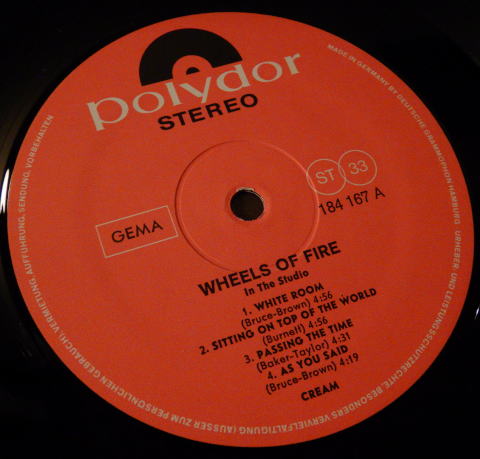 polydor
STEREO
ST 33
184 167 A
GEMA
WHEELS OF FIRE
In The Studio
1. WHITE ROOM
(Bruce-Brown) 4:56
2. SITTING ON TOP OF THE WORLD
(Burnett) 4:56
3. PASSING THE TIME
(Baker-Taylor) 4:31
4. AS YOU SAID
(Bruce-Brown) 4:19
CREAM
MADE IN GERMANY BY DEUTSCHE GRAMMOPHON HAMBURG URHEBER- UND LEISTUNGSSCHUTZRECHTE, BESONDERS VERVIELFÄLTIGUNG (AUSSER ZUM PERSÖNLICHEN GEBRAUCH), VERMIETUNG, AUFFÜHRUNG, SENDUNG, VORBEHALTEN